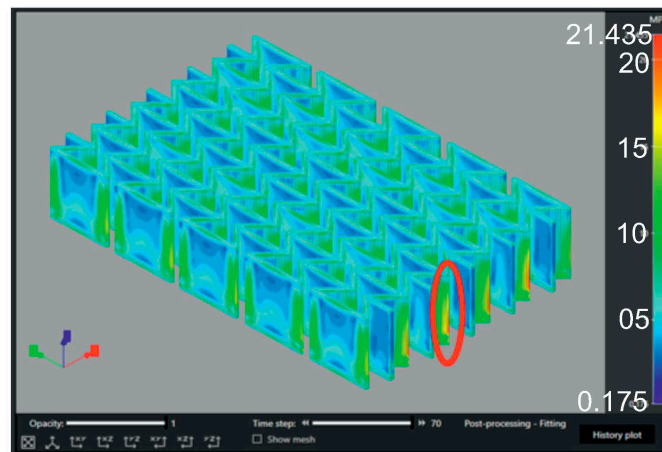 MP
21.435
20
15
10
05
0.175
Opacity: 1 Time step: 70 Post-processing - Fitting
Show mesh
History plot